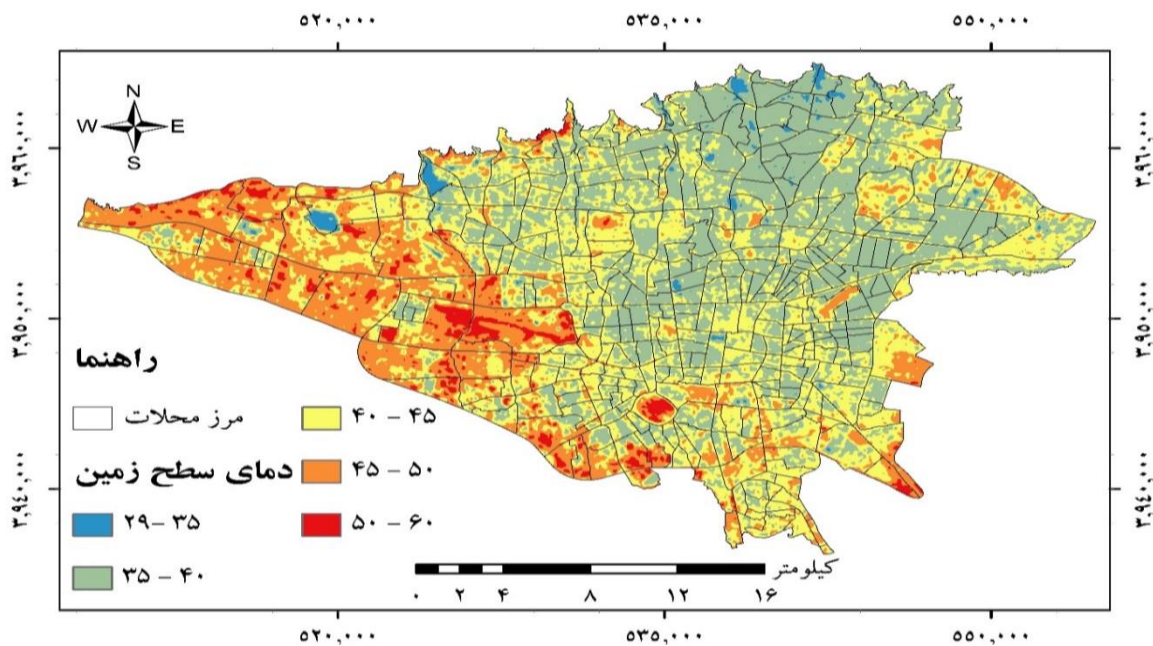 ۵۲۰,۰۰۰ ۵۳۵,۰۰۰ ۵۵۰,۰۰۰
N
W E
S
۳,۹۶۰,۰۰۰ ۳,۹۶۰,۰۰۰
۳,۹۵۰,۰۰۰ ۳,۹۵۰,۰۰۰
۳,۹۴۰,۰۰۰ ۳,۹۴۰,۰۰۰
راهنما
مرز محلات
دمای سطح زمین
۲۹- ۳۵
۳۵ - ۴۰
۴۰ - ۴۵
۴۵ - ۵۰
۵۰ - ۶۰
کیلومتر
۰ ۲ ۴ ۸ ۱۲ ۱۶
۵۲۰,۰۰۰ ۵۳۵,۰۰۰ ۵۵۰,۰۰۰